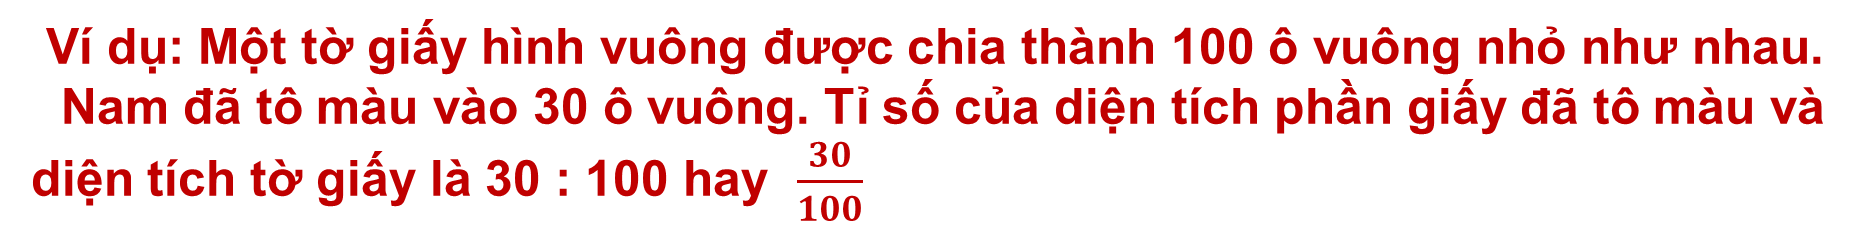 Ví dụ: Một tờ giấy hình vuông được chia thành 100 ô vuông nhỏ như nhau.
Nam đã tô màu vào 30 ô vuông. Tỉ số của diện tích phần giấy đã tô màu và
diện tích tờ giấy là 30 : 100 hay 30/100